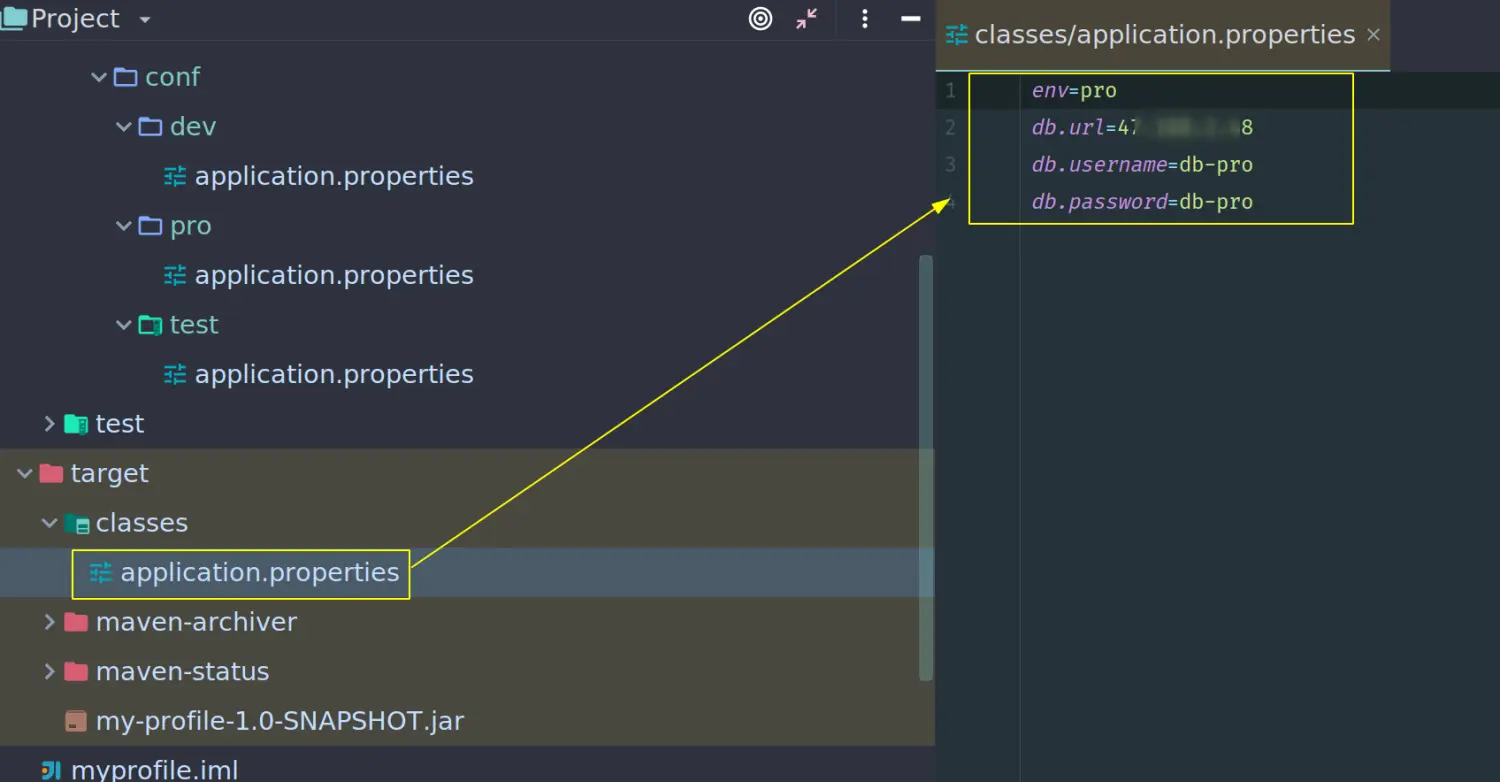 Project
conf
dev
application.properties
pro
application.properties
test
application.properties
test
target
classes
application.properties
maven-archiver
maven-status
my-profile-1.0-SNAPSHOT.jar
myprofile.iml
classes/application.properties
1 env=pro
2 db.url=47
3 db.username=db-pro
4 db.password=db-pro